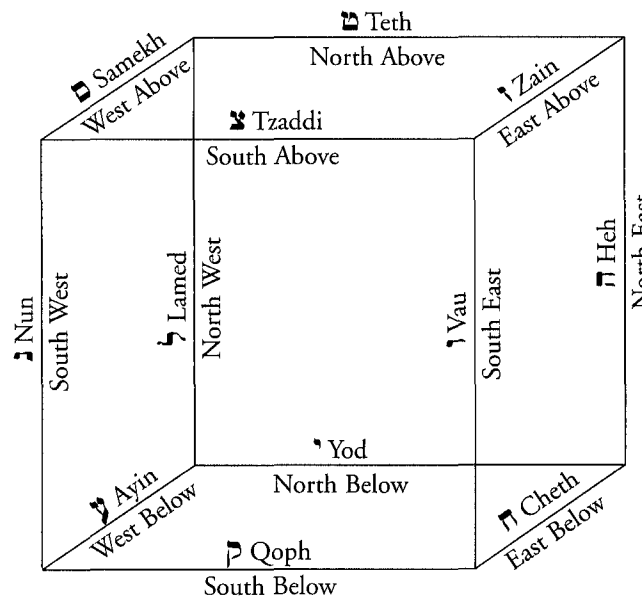 ט Teth
North Above
ס Samekh
West Above
ז Zain
East Above
צ Tzaddi
South Above
נ Nun
South West
ל Lamed
North West
ו Vau
South East
ה Heh
North East
י Yod
North Below
ע Ayin
West Below
ח Cheth
East Below
ק Qoph
South Below